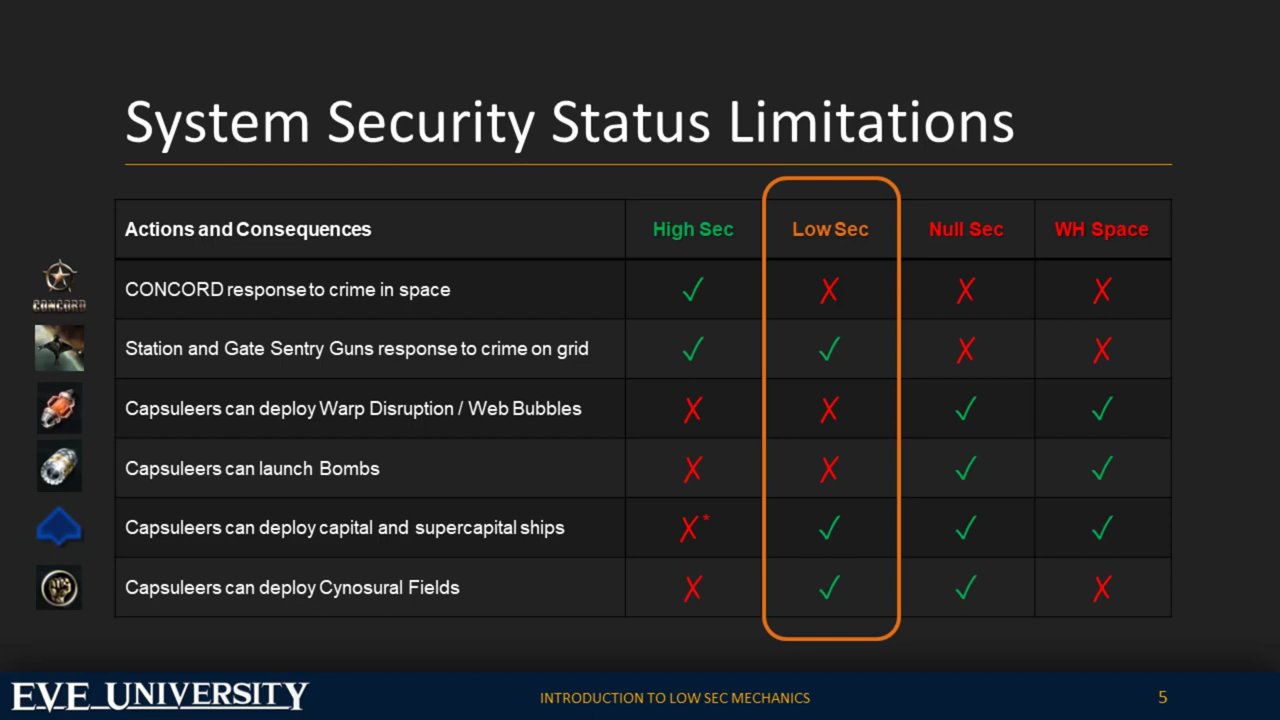 System Security Status Limitations
Actions and Consequences High Sec Low Sec Null Sec WH Space
CONCORD
CONCORD response to crime in space ✓ ✗ ✗ ✗
Station and Gate Sentry Guns response to crime on grid ✓ ✓ ✗ ✗
Capsuleers can deploy Warp Disruption / Web Bubbles ✗ ✗ ✓ ✓
Capsuleers can launch Bombs ✗ ✗ ✓ ✓
Capsuleers can deploy capital and supercapital ships ✗* ✓ ✓ ✓
Capsuleers can deploy Cynosural Fields ✗ ✓ ✓ ✗
EVE UNIVERSITY INTRODUCTION TO LOW SEC MECHANICS 5